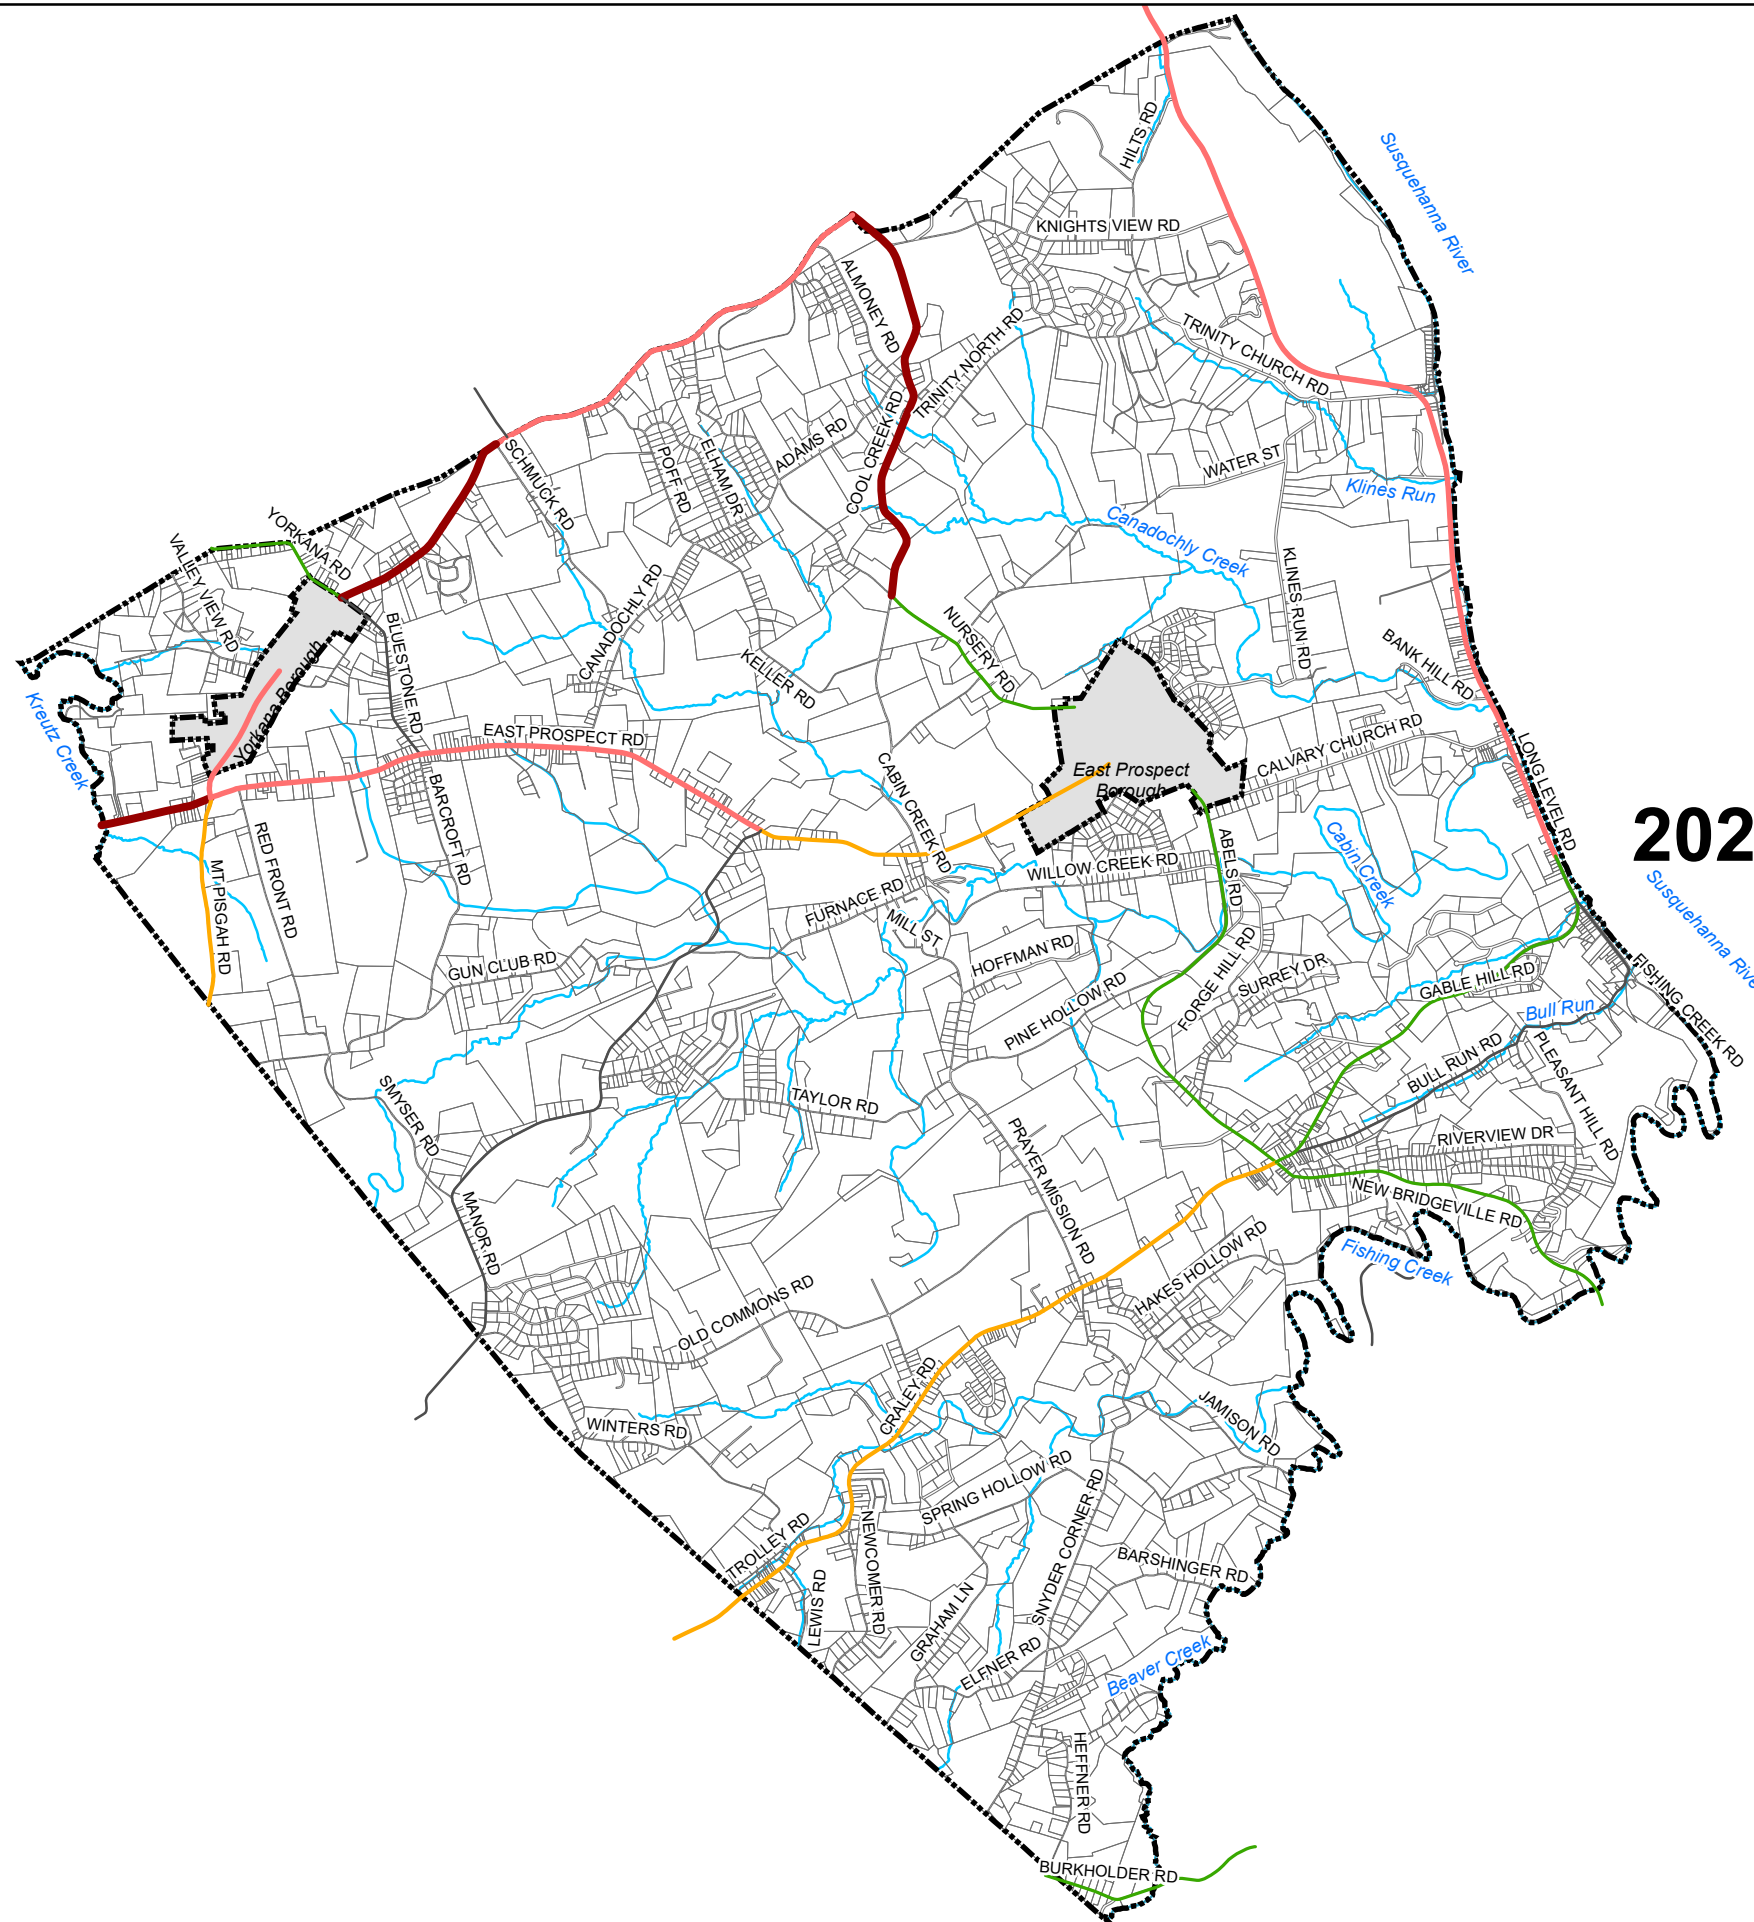 HILTS RD
Susquehanna River
KNIGHTS VIEW RD
ALMONEY RD
TRINITY NORTH RD
TRINITY CHURCH RD
COOL CREEK RD
ADAMS RD
ELHAM DR
POFF RD
SCHMUCK RD
WATER ST
Klines Run
Canadochly Creek
YORKANA RD
VALLEY VIEW RD
KLINES RUN RD
CANADOCHLY RD
NURSERY RD
BLUESTONE RD
BANK HILL RD
KELLER RD
Yorkana Borough
Kreutz Creek
EAST PROSPECT RD
CALVARY CHURCH RD
LONG LEVEL RD
East Prospect
Borough
CABIN CREEK RD
BARCROFT RD
202
RED FRONT RD
MT PISGAH RD
WILLOW CREEK RD
ABELS RD
Cabin Creek
FURNACE RD
MILL ST
Susquehanna Rive
HOFFMAN RD
GUN CLUB RD
FORGE HILL RD
SURREY DR
GABLE HILL RD
FISHING CREEK RD
PINE HOLLOW RD
Bull Run
BULL RUN RD
PLEASANT HILL RD
SMYSER RD
TAYLOR RD
PRAYER MISSION RD
RIVERVIEW DR
NEW BRIDGEVILLE RD
MANOR RD
Fishing Creek
HAKES HOLLOW RD
OLD COMMONS RD
CRALEY RD
JAMISON RD
WINTERS RD
SPRING HOLLOW RD
SNYDER CORNER RD
TROLLEY RD
NEWCOMER RD
BARSHINGER RD
LEWIS RD
GRAHAM LN
ELFNER RD
Beaver Creek
HEFFNER RD
BURKHOLDER RD